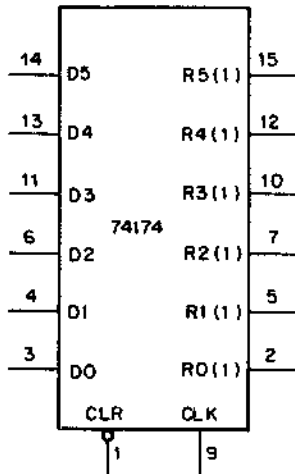 14 D5 R5(1) 15
13 D4 R4(1) 12
11 D3 R3(1) 10
74174
6 D2 R2(1) 7
4 D1 R1(1) 5
3 D0 R0(1) 2
CLR CLK
1 9